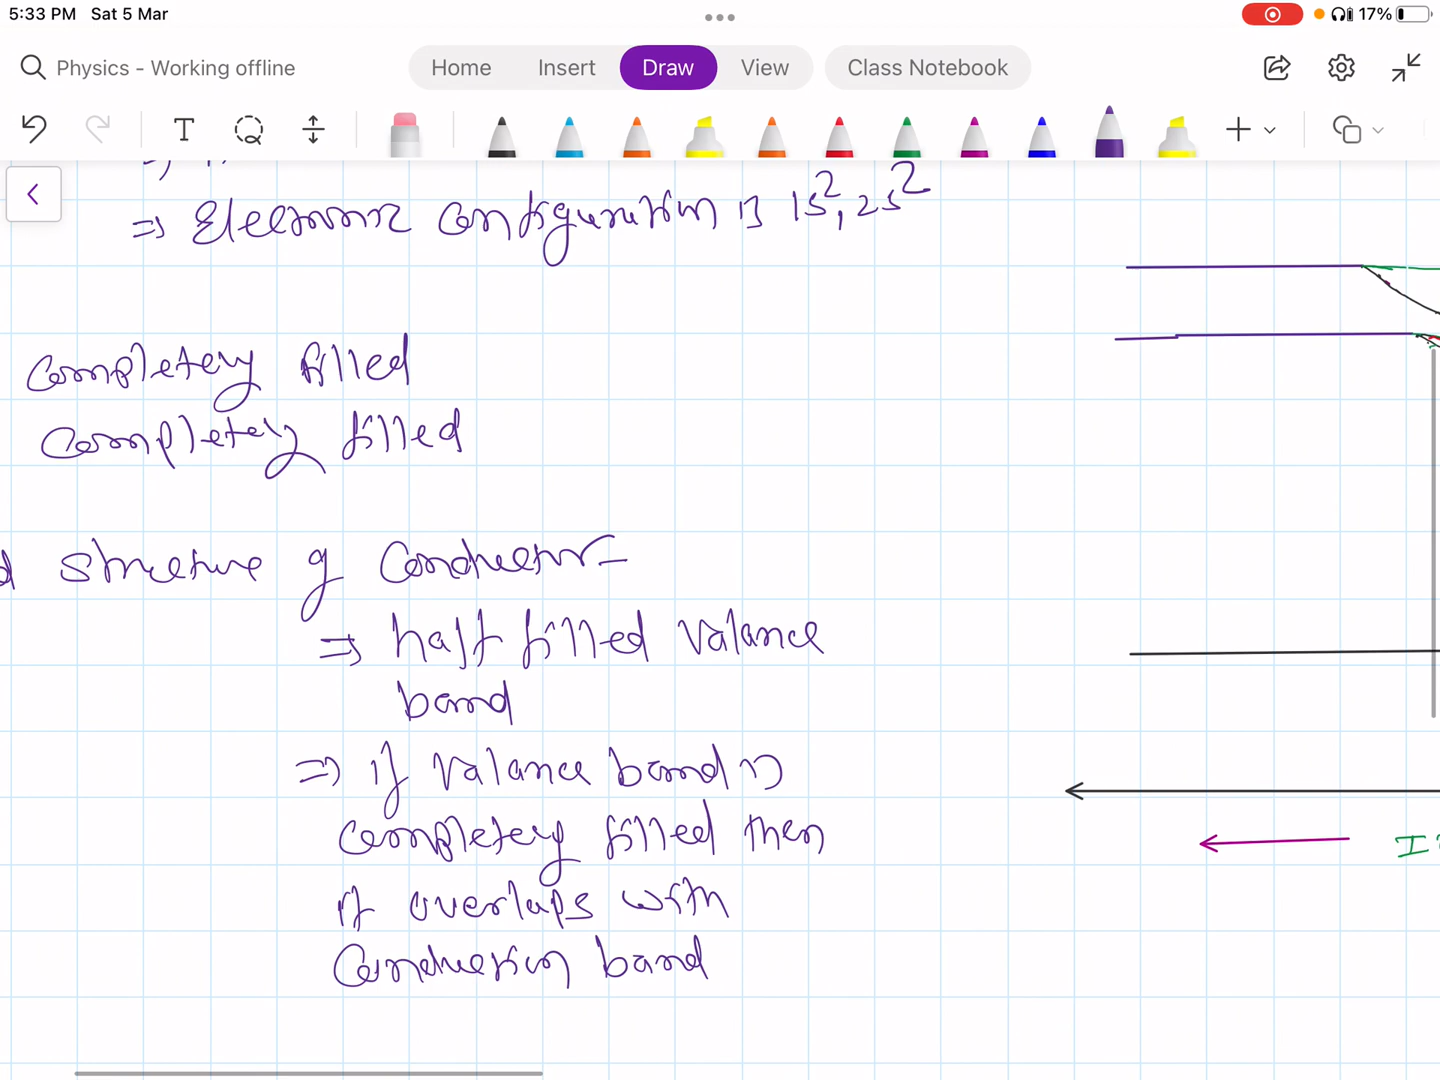 5:33 PM Sat 5 Mar
17%
Physics - Working offline
Home Insert Draw View Class Notebook
T
⇒ Electronic configuration is 1s², 2s²
completely filled
completely filled
structure of Conductor-
⇒ half filled valance
band
⇒ if valance band is
completely filled then
it overlaps with
Conduction band
I